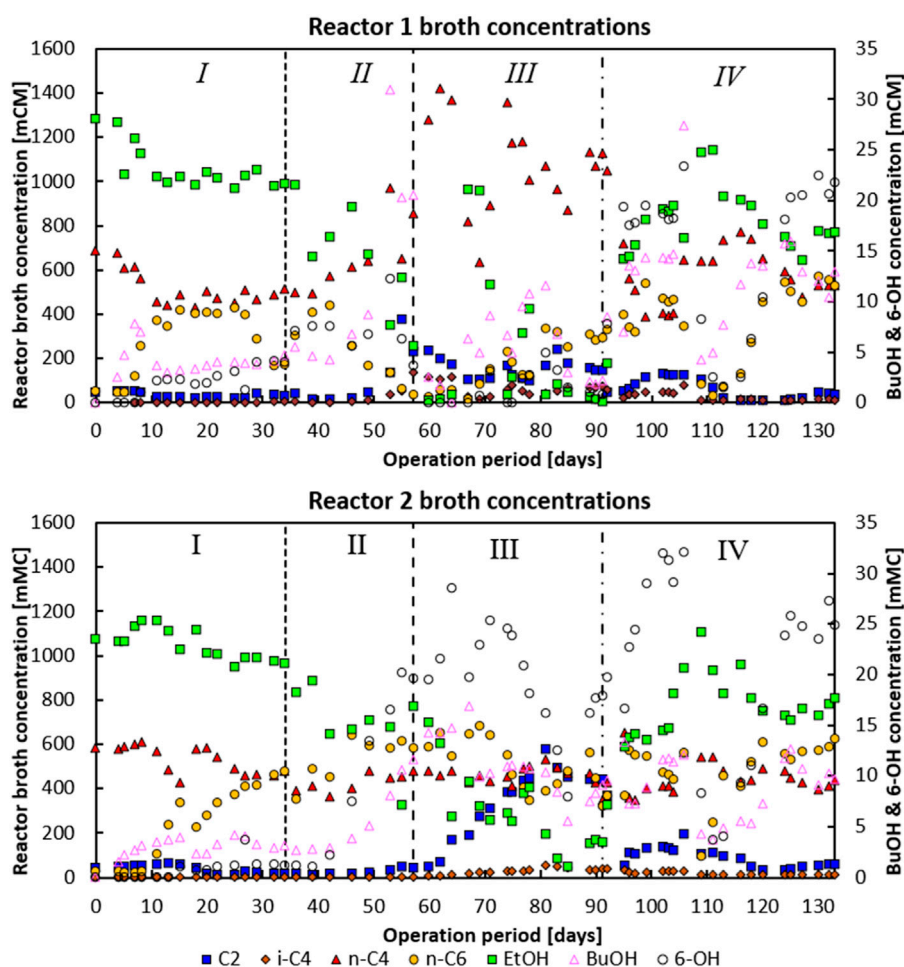 Reactor 1 broth concentrations
Reactor broth concentration [mCM]
1600
1400
1200
1000
800
600
400
200
0
I
II
III
IV
35
30
25
20
15
10
5
0
BuOH & 6-OH concentraiton [mCM]
0 10 20 30 40 50 60 70 80 90 100 110 120 130
Operation period [days]
Reactor 2 broth concentrations
Reactor broth concentration [mMC]
1600
1400
1200
1000
800
600
400
200
0
I
II
III
IV
35
30
25
20
15
10
5
0
BuOH & 6-OH concentration [mCM]
0 10 20 30 40 50 60 70 80 90 100 110 120 130
Operation period [days]
C2 i-C4 n-C4 n-C6 EtOH BuOH 6-OH